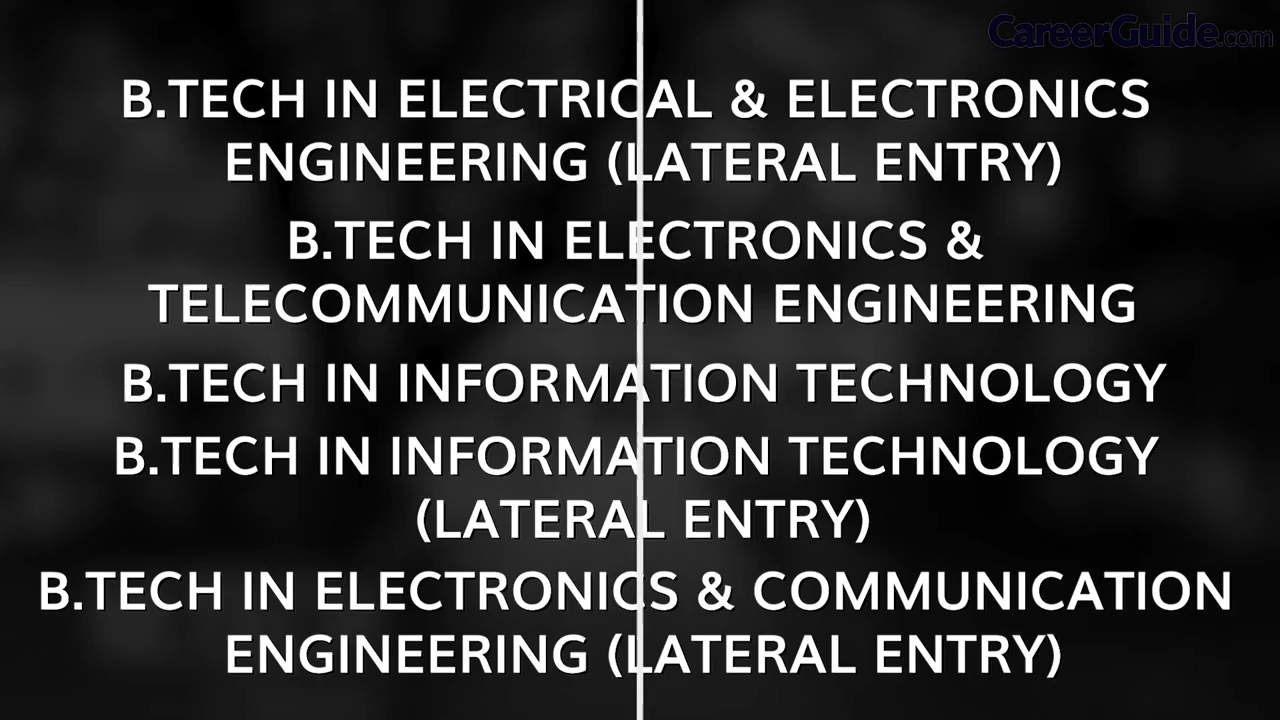 CareerGuide.com
B.TECH IN ELECTRICAL & ELECTRONICS
ENGINEERING (LATERAL ENTRY)
B.TECH IN ELECTRONICS &
TELECOMMUNICATION ENGINEERING
B.TECH IN INFORMATION TECHNOLOGY
B.TECH IN INFORMATION TECHNOLOGY
(LATERAL ENTRY)
B.TECH IN ELECTRONICS & COMMUNICATION
ENGINEERING (LATERAL ENTRY)